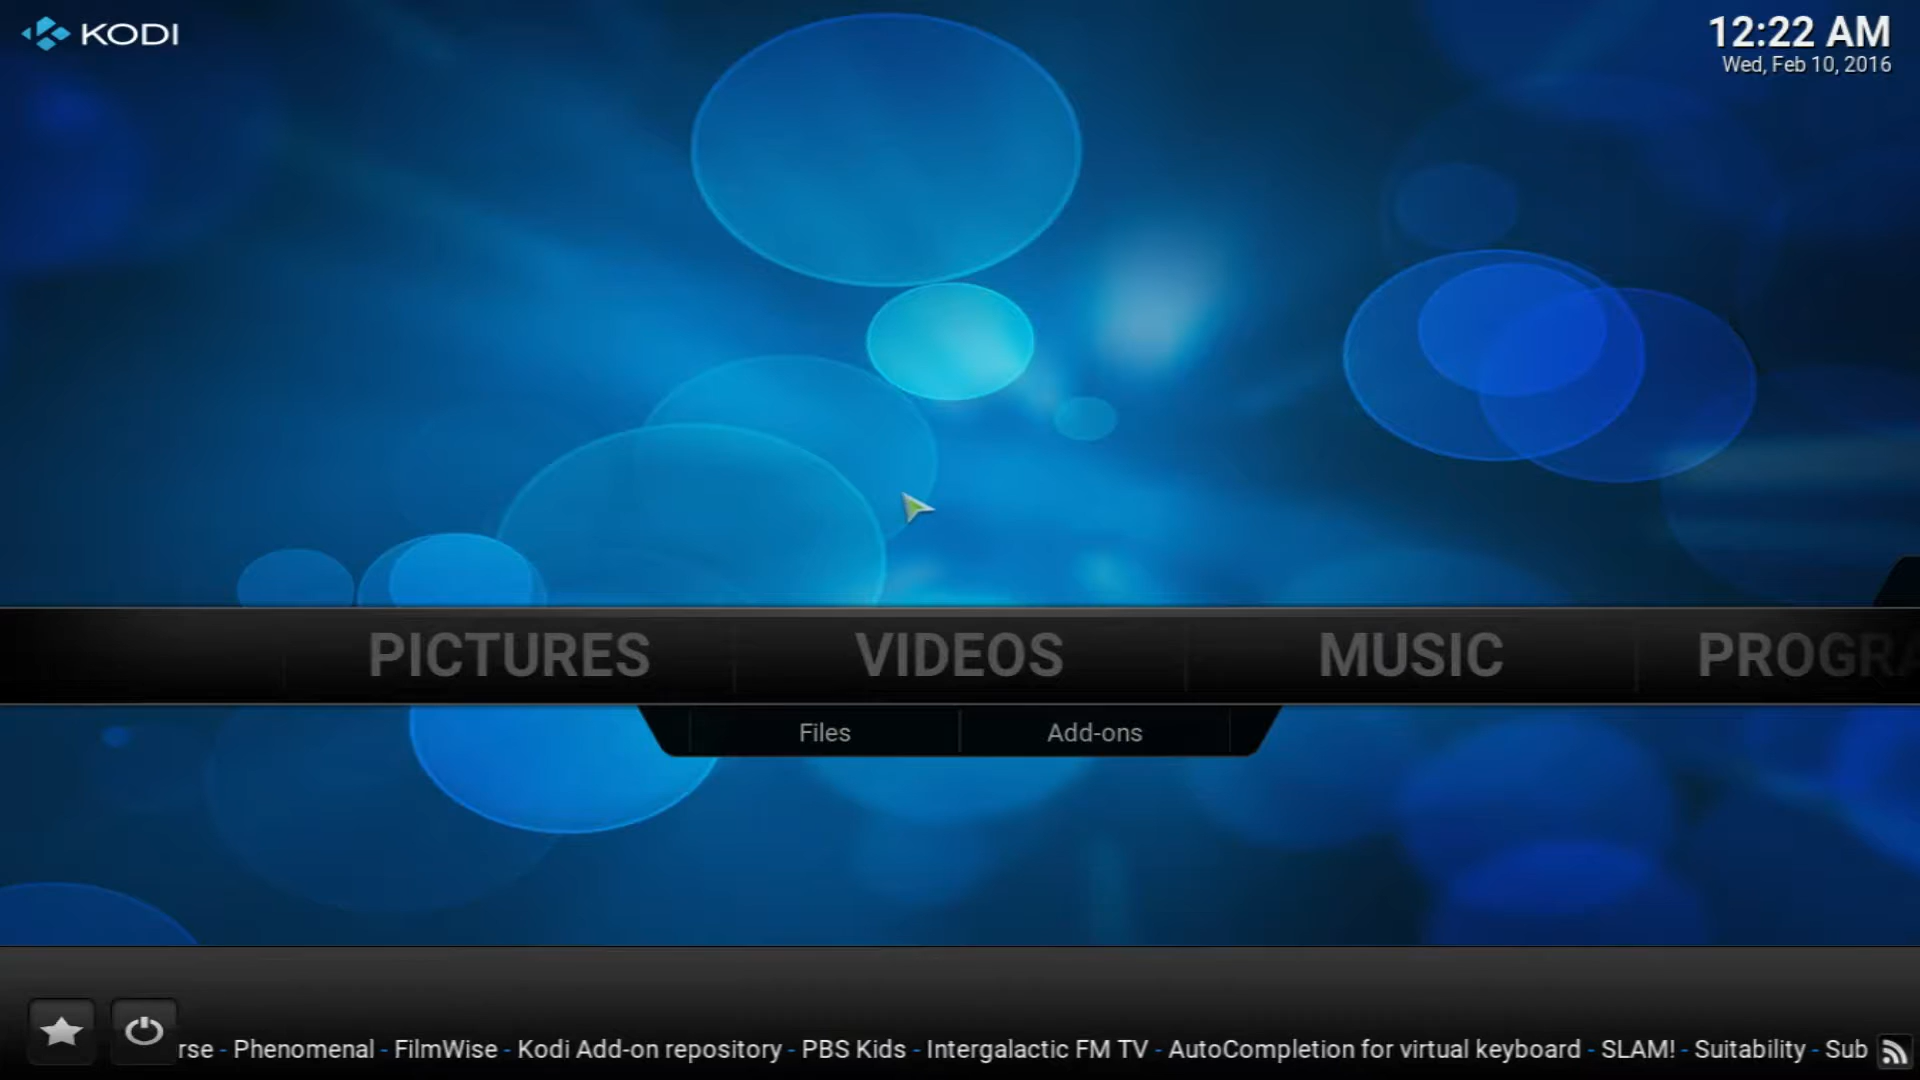 KODI
12:22 AM
Wed, Feb 10, 2016
PICTURES VIDEOS MUSIC PROGRA
Files Add-ons
rse - Phenomenal - FilmWise - Kodi Add-on repository - PBS Kids - Intergalactic FM TV - AutoCompletion for virtual keyboard - SLAM! - Suitability - Sub